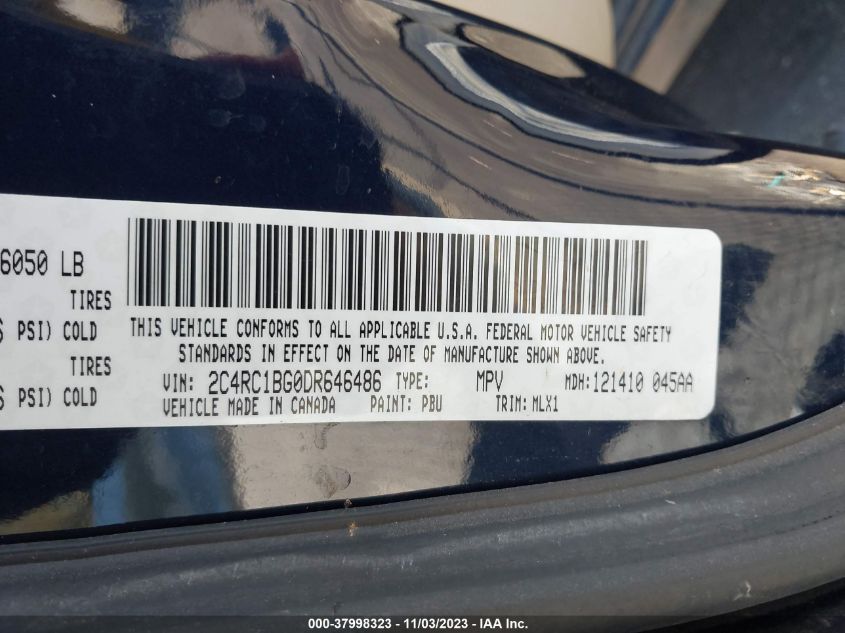 6050 LB
TIRES
PSI) COLD
TIRES
PSI) COLD
THIS VEHICLE CONFORMS TO ALL APPLICABLE U.S.A. FEDERAL MOTOR VEHICLE SAFETY
STANDARDS IN EFFECT ON THE DATE OF MANUFACTURE SHOWN ABOVE.
VIN: 2C4RC1BG0DR646486 TYPE: MPV MDH:121410 045AA
VEHICLE MADE IN CANADA PAINT: PBU TRIM: MLX1
000-37998323 - 11/03/2023 - IAA Inc.